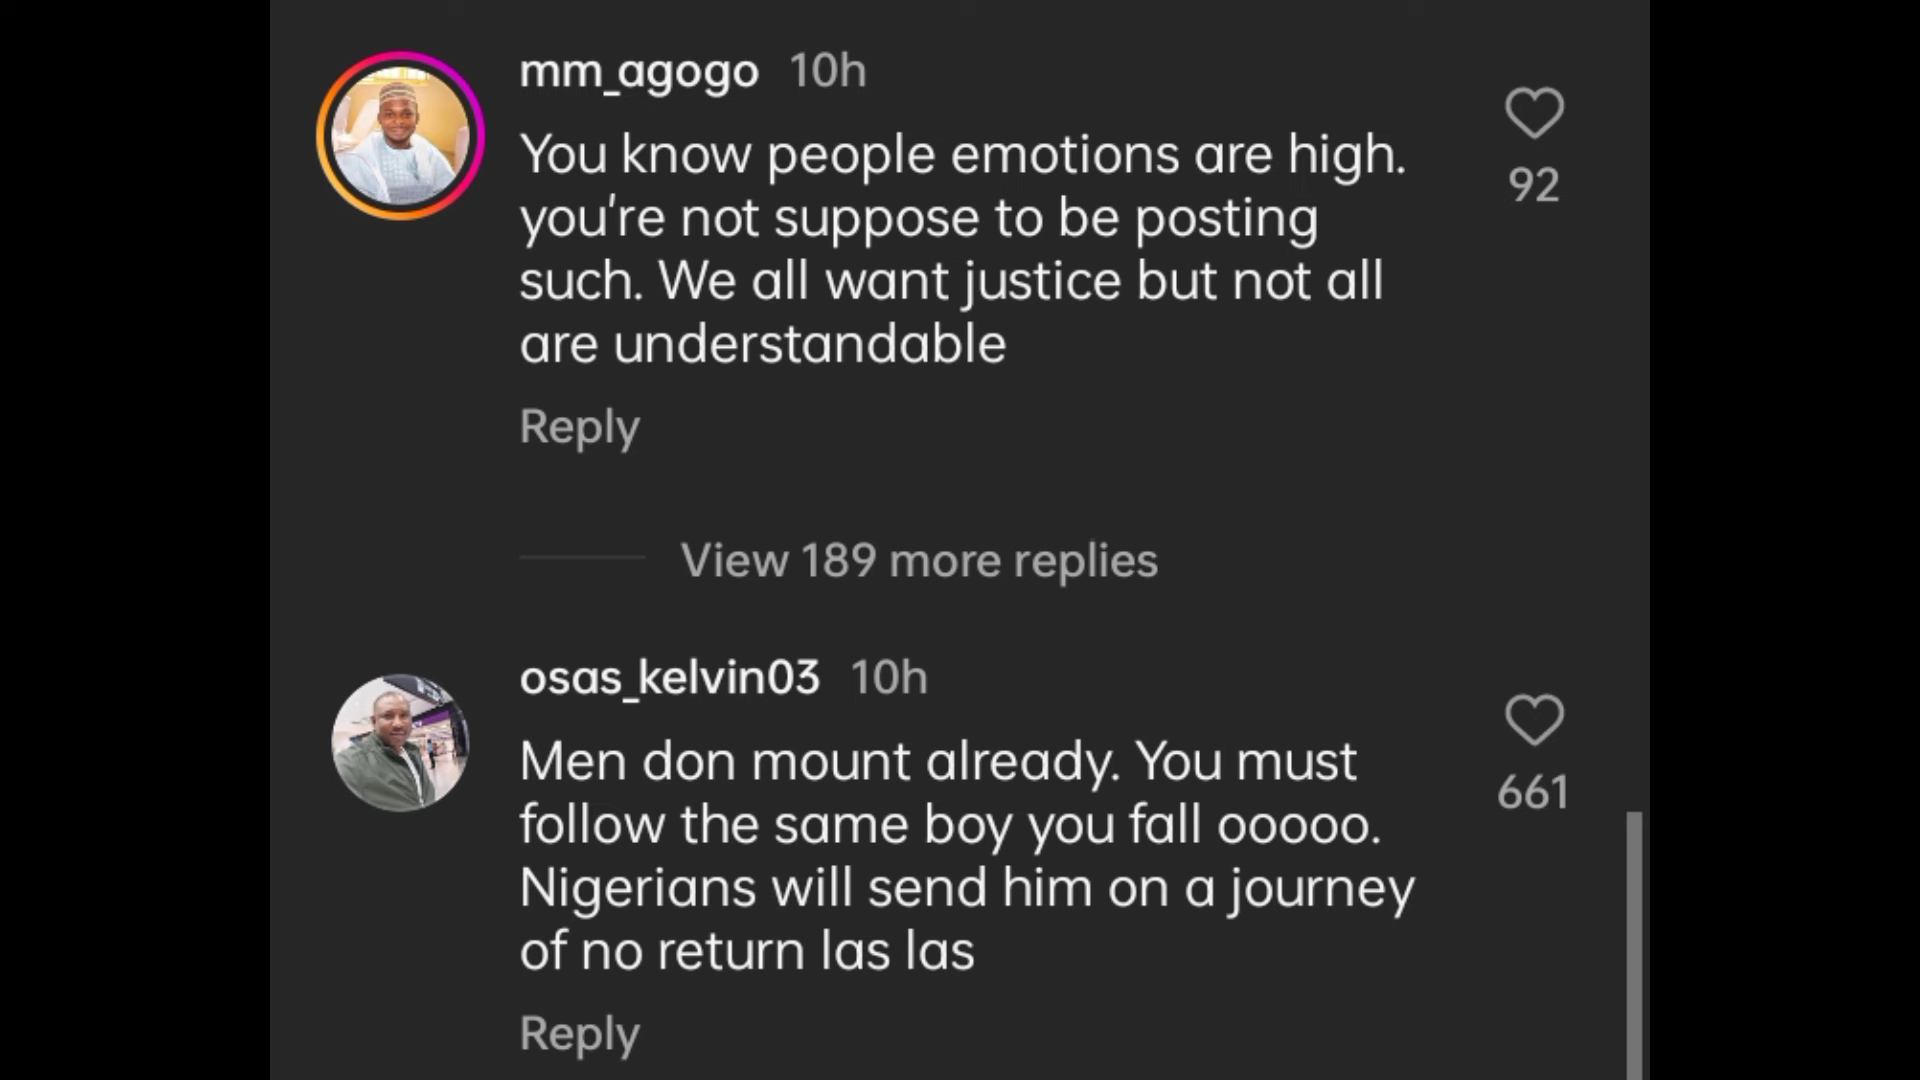 mm_agogo 10h
You know people emotions are high.
you're not suppose to be posting
such. We all want justice but not all
are understandable
92
Reply
View 189 more replies
osas_kelvin03 10h
Men don mount already. You must
follow the same boy you fall ooooo.
Nigerians will send him on a journey
of no return las las
661
Reply